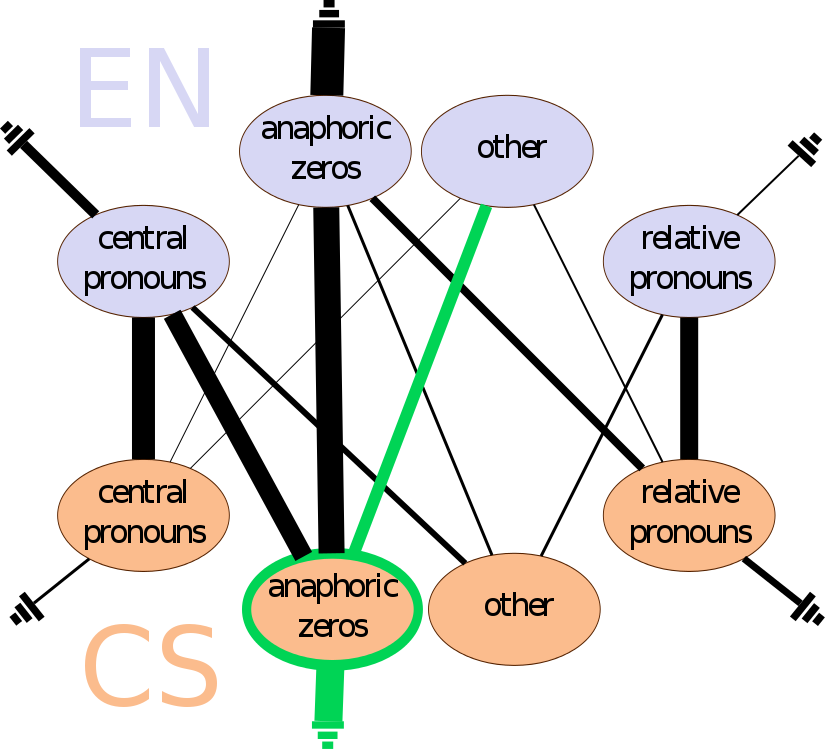 EN
anaphoric
zeros
other
central
pronouns
relative
pronouns
central
pronouns
relative
pronouns
anaphoric
zeros
other
CS